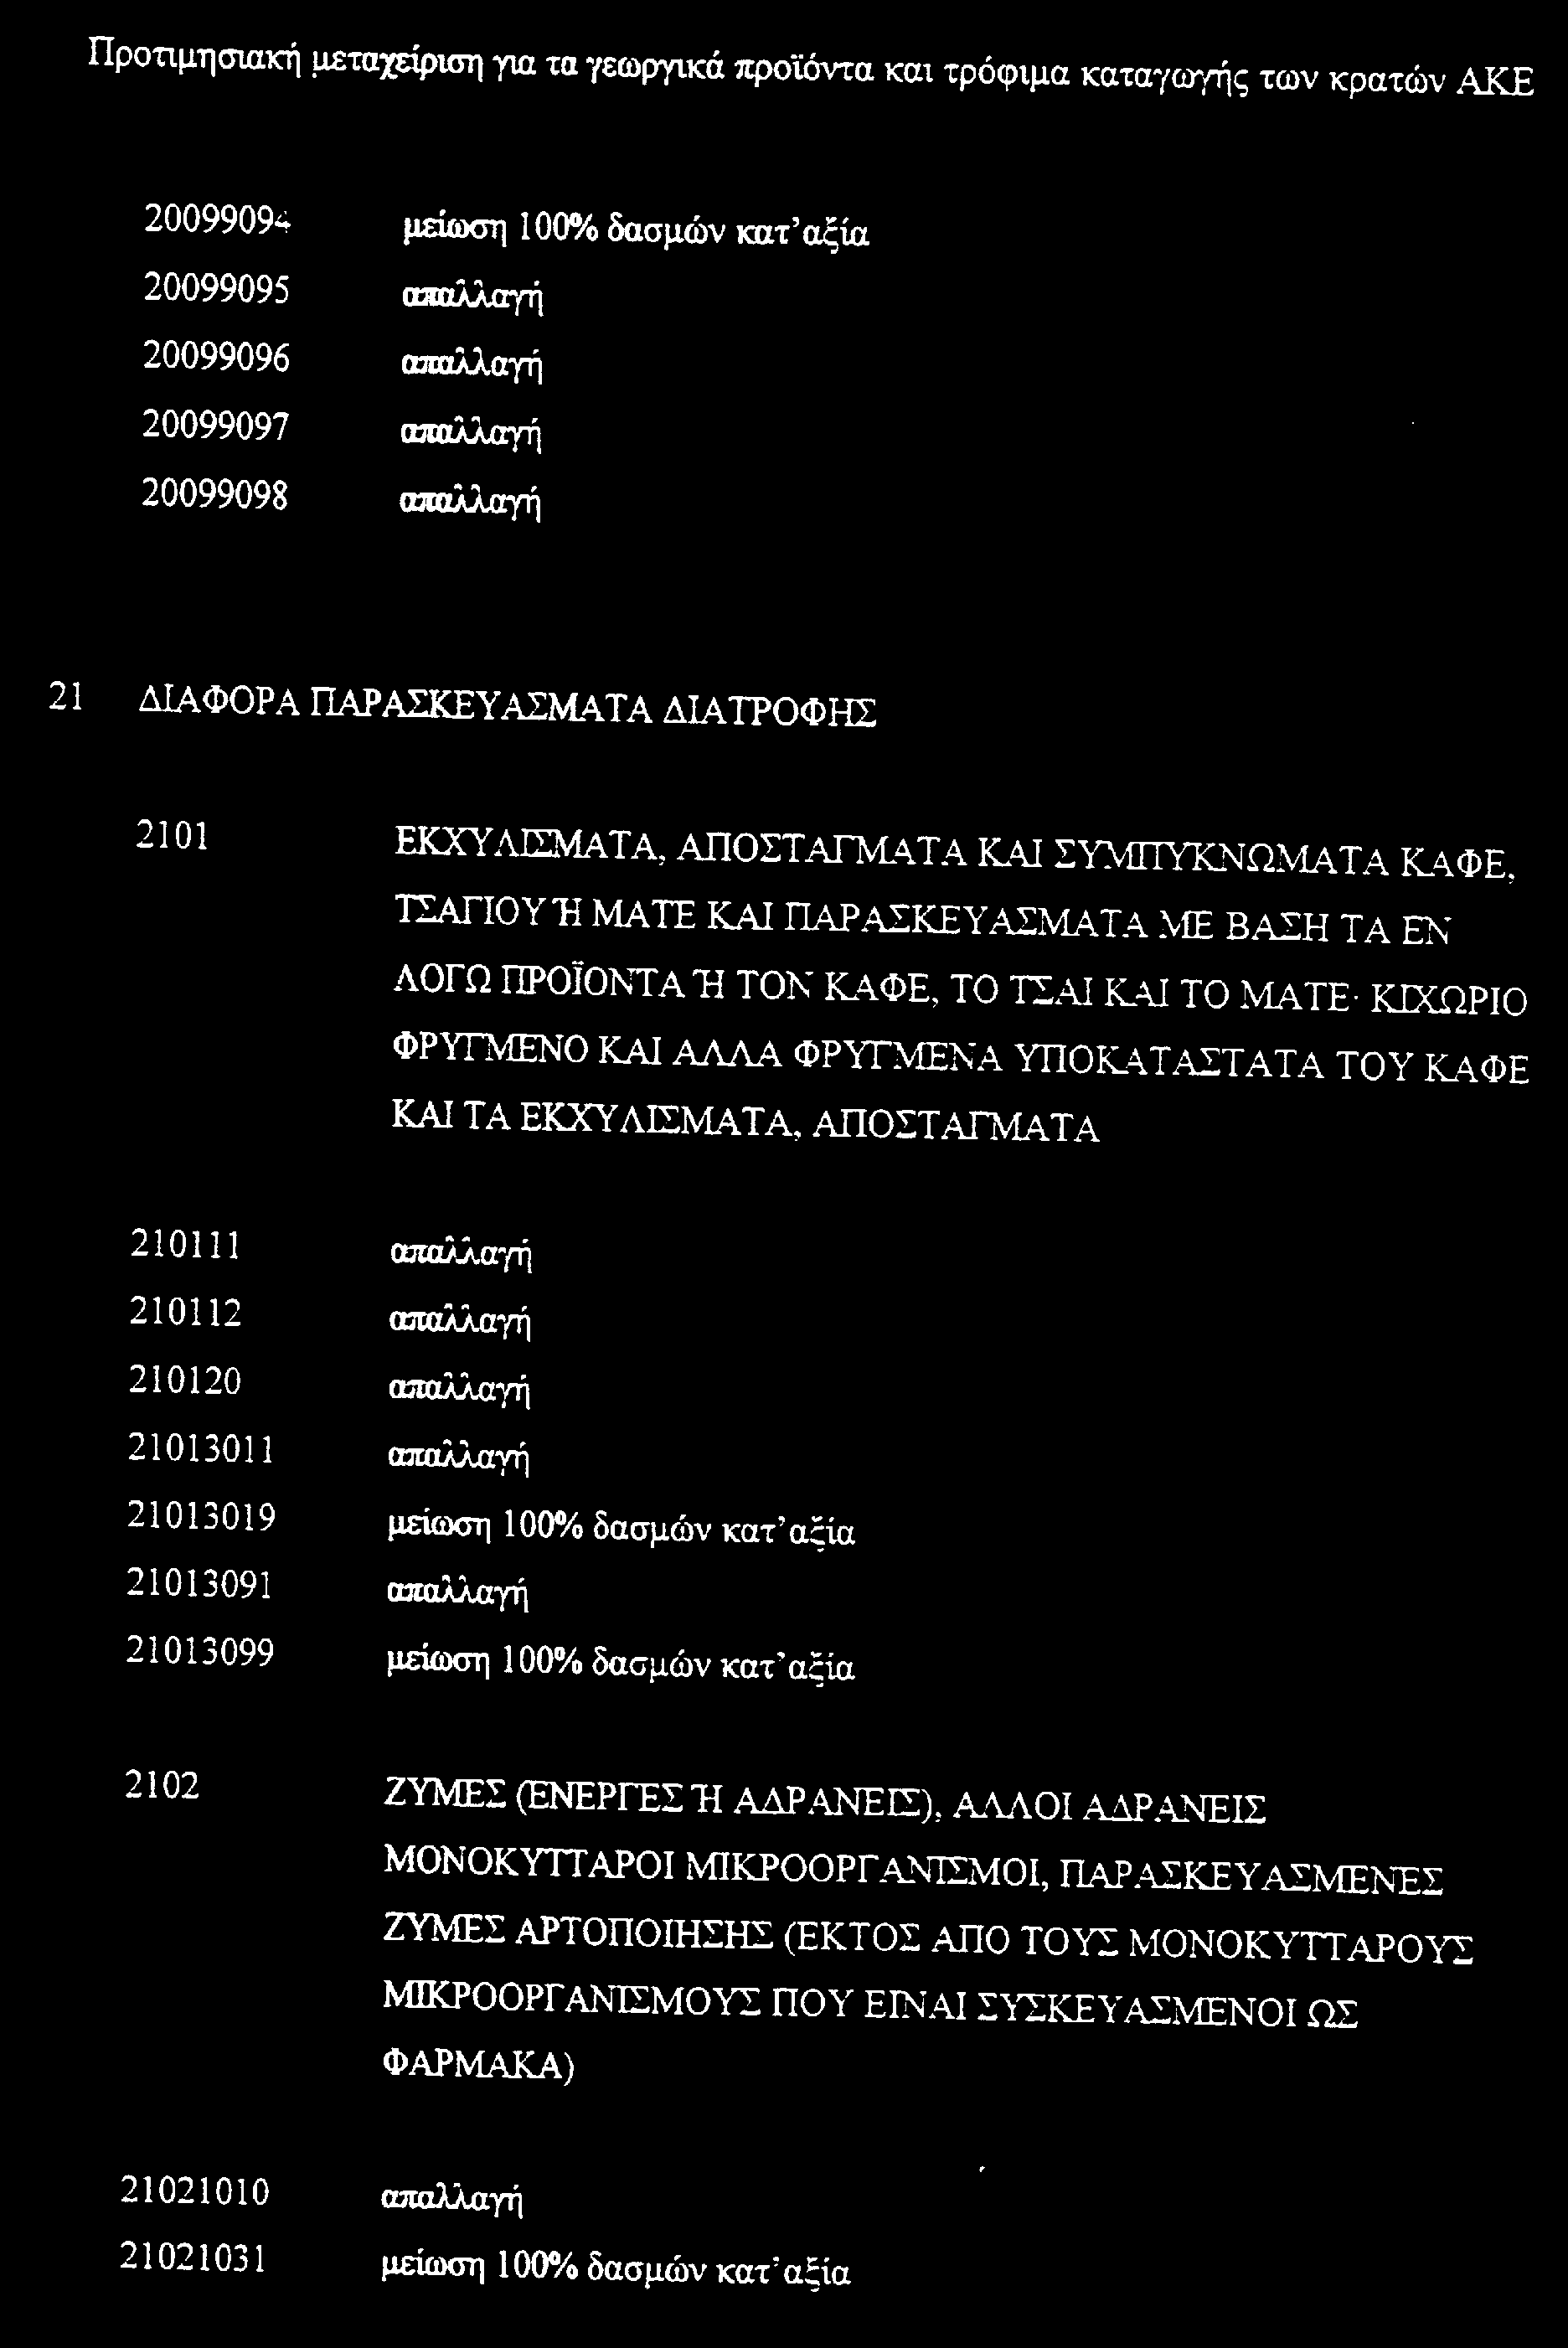 Προτιμησιακή μεταχείριση για τα γεωργικά προϊόντα και τρόφιμα καταγωγής των κρατών ΑΚΕ
20099094 μείωση 100% δασμών κατ’αξία
20099095 απαλλαγή
20099096 απαλλαγή
20099097 απαλλαγή
20099098 απαλλαγή
21 ΔΙΑΦΟΡΑ ΠΑΡΑΣΚΕΥΑΣΜΑΤΑ ΔΙΑΤΡΟΦΗΣ
2101 ΕΚΧΥΛΙΣΜΑΤΑ, ΑΠΟΣΤΑΓΜΑΤΑ ΚΑΙ ΣΥΜΠΥΚΝΩΜΑΤΑ ΚΑΦΕ,
ΤΣΑΓΙΟΥ Ή ΜΑΤΕ ΚΑΙ ΠΑΡΑΣΚΕΥΑΣΜΑΤΑ ΜΕ ΒΑΣΗ ΤΑ ΕΝ
ΛΟΓΩ ΠΡΟΪΟΝΤΑ Ή ΤΟΝ ΚΑΦΕ, ΤΟ ΤΣΑΙ ΚΑΙ ΤΟ ΜΑΤΕ· ΚΙΧΩΡΙΟ
ΦΡΥΓΜΕΝΟ ΚΑΙ ΑΛΛΑ ΦΡΥΓΜΕΝΑ ΥΠΟΚΑΤΑΣΤΑΤΑ ΤΟΥ ΚΑΦΕ
ΚΑΙ ΤΑ ΕΚΧΥΛΙΣΜΑΤΑ, ΑΠΟΣΤΑΓΜΑΤΑ
210111 απαλλαγή
210112 απαλλαγή
210120 απαλλαγή
21013011 απαλλαγή
21013019 μείωση 100% δασμών κατ’αξία
21013091 απαλλαγή
21013099 μείωση 100% δασμών κατ’αξία
2102 ΖΥΜΕΣ (ΕΝΕΡΓΕΣ Ή ΑΔΡΑΝΕΙΣ), ΑΛΛΟΙ ΑΔΡΑΝΕΙΣ
ΜΟΝΟΚΥΤΤΑΡΟΙ ΜΙΚΡΟΟΡΓΑΝΙΣΜΟΙ, ΠΑΡΑΣΚΕΥΑΣΜΕΝΕΣ
ΖΥΜΕΣ ΑΡΤΟΠΟΙΗΣΗΣ (ΕΚΤΟΣ ΑΠΟ ΤΟΥΣ ΜΟΝΟΚΥΤΤΑΡΟΥΣ
ΜΙΚΡΟΟΡΓΑΝΙΣΜΟΥΣ ΠΟΥ ΕΙΝΑΙ ΣΥΣΚΕΥΑΣΜΕΝΟΙ ΩΣ
ΦΑΡΜΑΚΑ)
21021010 απαλλαγή
21021031 μείωση 100% δασμών κατ’αξία